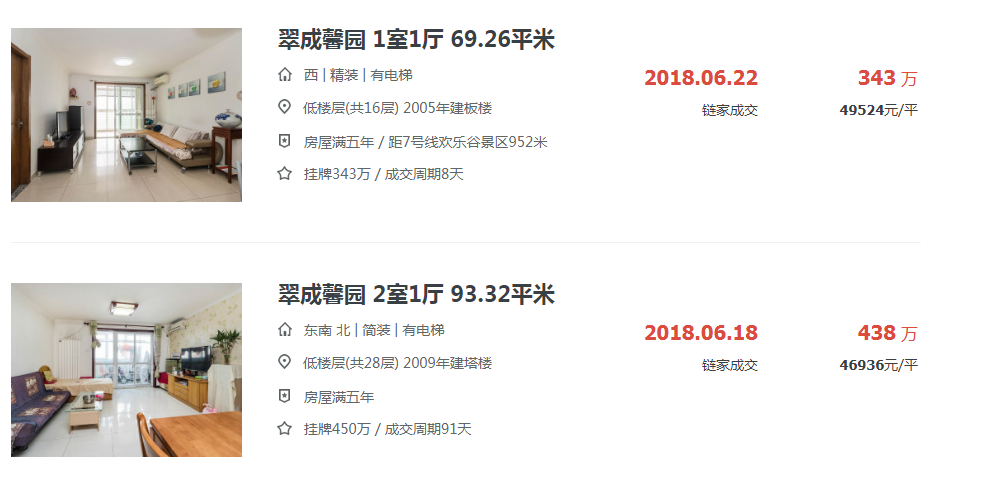 翠成馨园 1室1厅 69.26平米
西 | 精装 | 有电梯
2018.06.22
343 万
低楼层(共16层) 2005年建板楼
链家成交
49524元/平
房屋满五年 / 距7号线欢乐谷景区952米
挂牌343万 / 成交周期8天
翠成馨园 2室1厅 93.32平米
东南 北 | 简装 | 有电梯
2018.06.18
438 万
低楼层(共28层) 2009年建塔楼
链家成交
46936元/平
房屋满五年
挂牌450万 / 成交周期91天